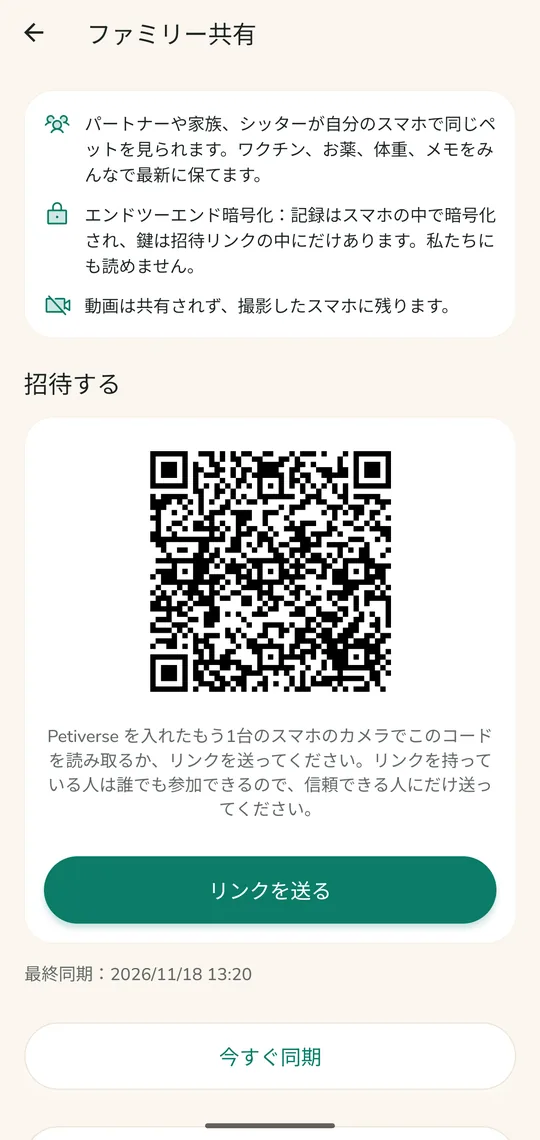 ファミリー共有
パートナーや家族、シッターが自分のスマホで同じペ
ットを見られます。ワクチン、お薬、体重、メモをみ
んなで最新に保てます。
エンドツーエンド暗号化：記録はスマホの中で暗号化
され、鍵は招待リンクの中にだけあります。私たちに
も読めません。
動画は共有されず、撮影したスマホに残ります。
招待する
Petiverse を入れたもう1台のスマホのカメラでこのコード
を読み取るか、リンクを送ってください。リンクを持って
いる人は誰でも参加できるので、信頼できる人にだけ送っ
てください。
リンクを送る
最終同期：2026/11/18 13:20
今すぐ同期